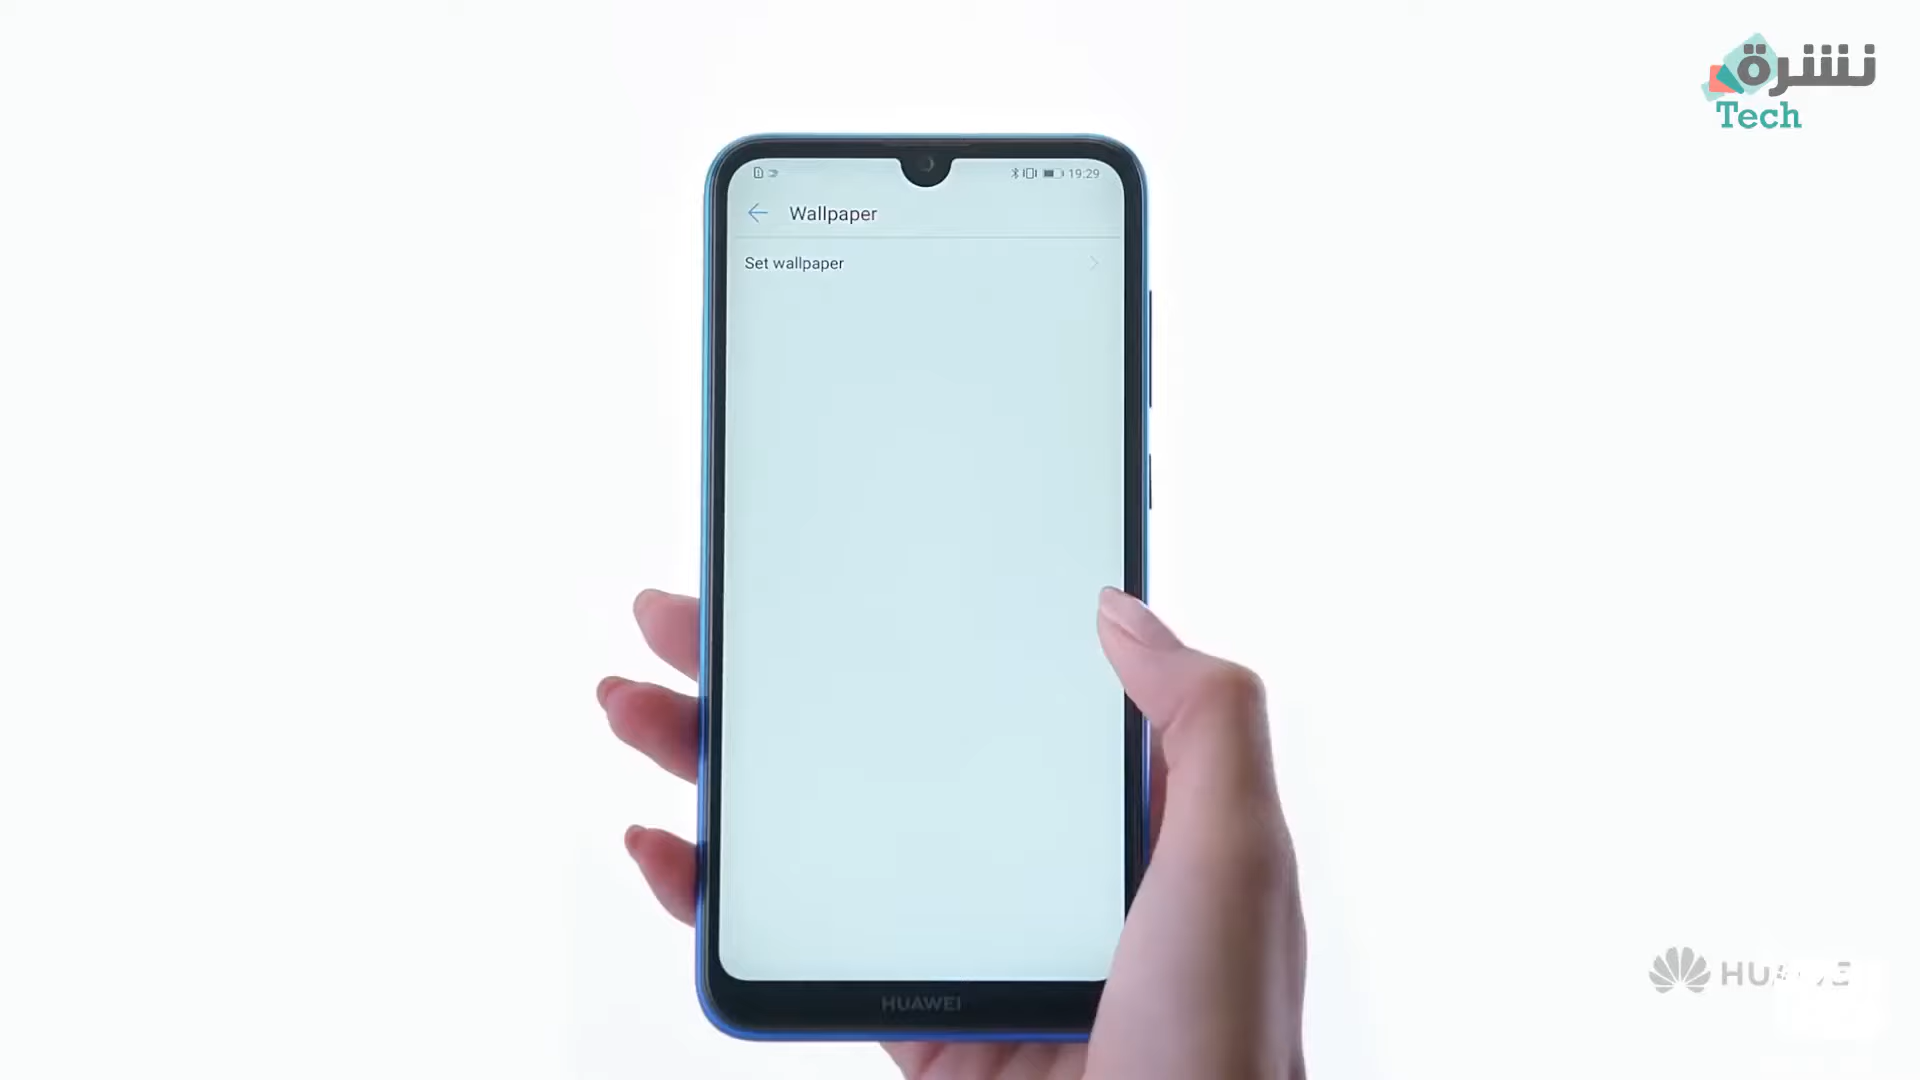 نشرة
Tech
19:29
Wallpaper
Set wallpaper
HUAWEI